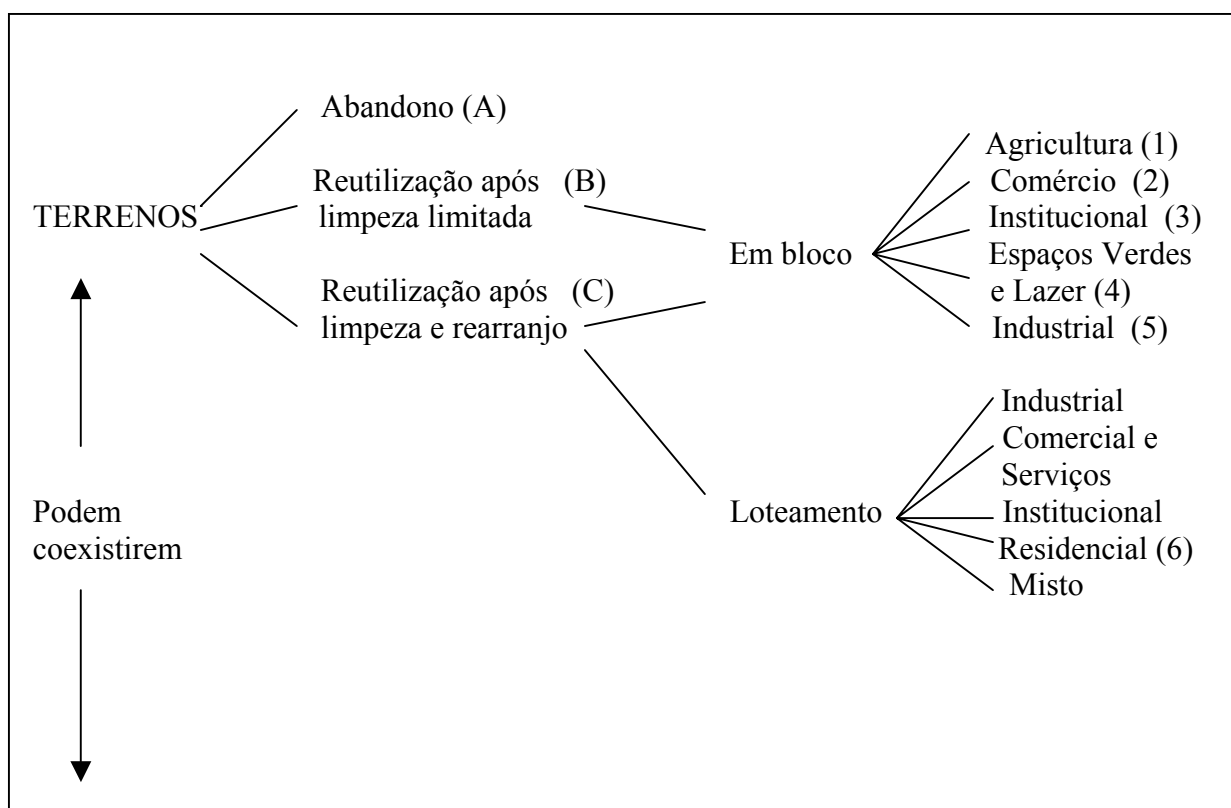 Abandono (A)
TERRENOS
Reutilização após (B)
limpeza limitada
Reutilização após (C)
limpeza e rearranjo
Em bloco
Agricultura (1)
Comércio (2)
Institucional (3)
Espaços Verdes
e Lazer (4)
Industrial (5)
Loteamento
Industrial
Comercial e
Serviços
Institucional
Residencial (6)
Misto
Podem
coexistirem